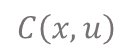 C(x, u)